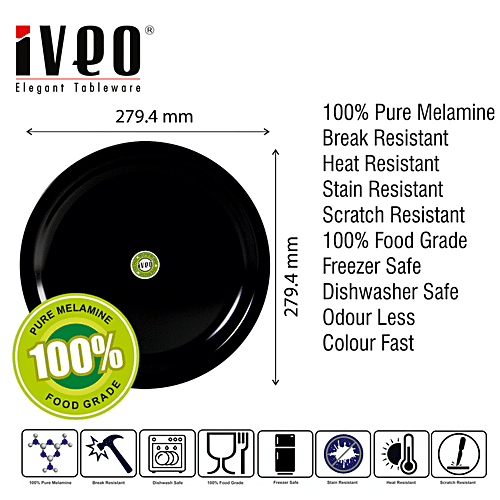 iveo®
Elegant Tableware
279.4 mm
100% Pure Melamine
Break Resistant
Heat Resistant
Stain Resistant
Scratch Resistant
100% Food Grade
Freezer Safe
Dishwasher Safe
Odour Less
Colour Fast
279.4 mm
iveo
PURE MELAMINE
100%
FOOD GRADE
100% Pure Melamine
Break Resistant
Dishwash Safe
100% Food Grade
Freezer Safe
Stain Resistant
Heat Resistant
Scratch Resistant